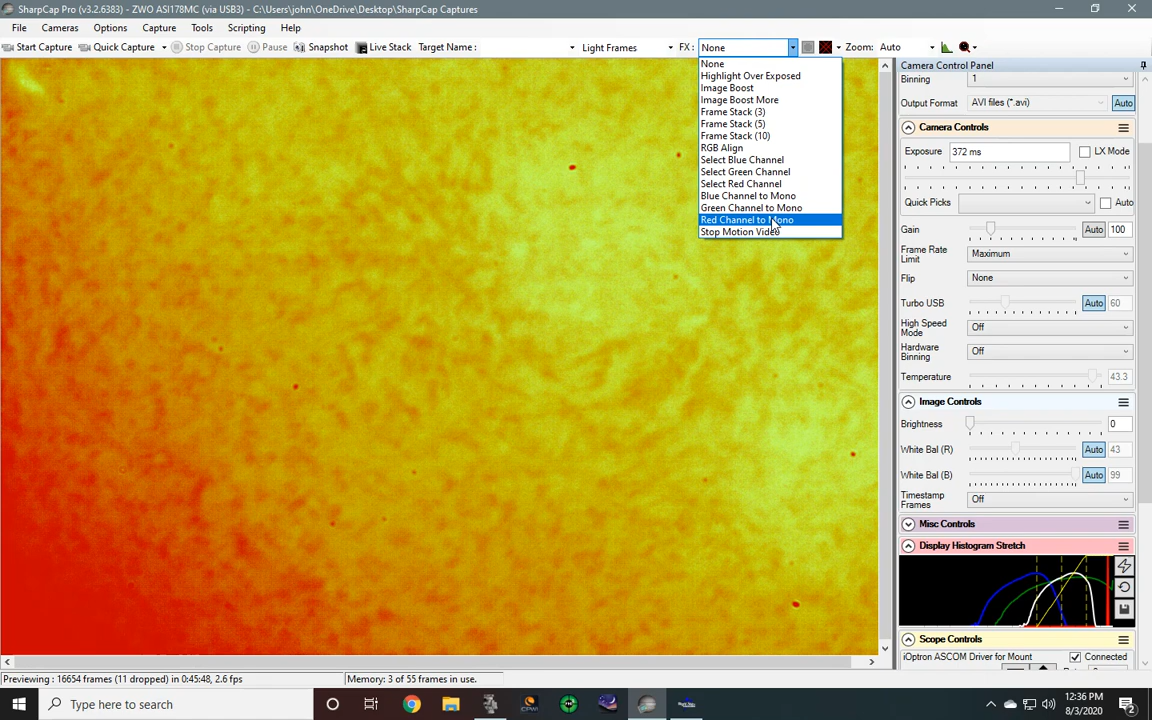 SharpCap Pro (v3.2.6383) - ZWO ASI178MC (via USB3) - C:\Users\john\OneDrive\Desktop\SharpCap Captures
File Cameras Options Capture Tools Scripting Help
Start Capture Quick Capture Stop Capture Pause Snapshot Live Stack Target Name : Light Frames FX : None Zoom: Auto
None
Highlight Over Exposed
Image Boost
Image Boost More
Frame Stack (3)
Frame Stack (5)
Frame Stack (10)
RGB Align
Select Blue Channel
Select Green Channel
Select Red Channel
Blue Channel to Mono
Green Channel to Mono
Red Channel to Mono
Stop Motion Video
Camera Control Panel
Binning 1
Output Format AVI files (*.avi) Auto
Camera Controls
Exposure 372 ms LX Mode
Quick Picks Auto
Gain Auto 100
Frame Rate Limit Maximum
Flip None
Turbo USB Auto 60
High Speed Mode Off
Hardware Binning Off
Temperature 43.3
Image Controls
Brightness 0
White Bal (R) Auto 43
White Bal (B) Auto 99
Timestamp Frames Off
Misc Controls
Display Histogram Stretch
Scope Controls
iOptron ASCOM Driver for Mount Connected
Previewing : 16654 frames (11 dropped) in 0:45:48, 2.6 fps Memory: 3 of 55 frames in use.
Type here to search
12:36 PM
8/3/2020
2